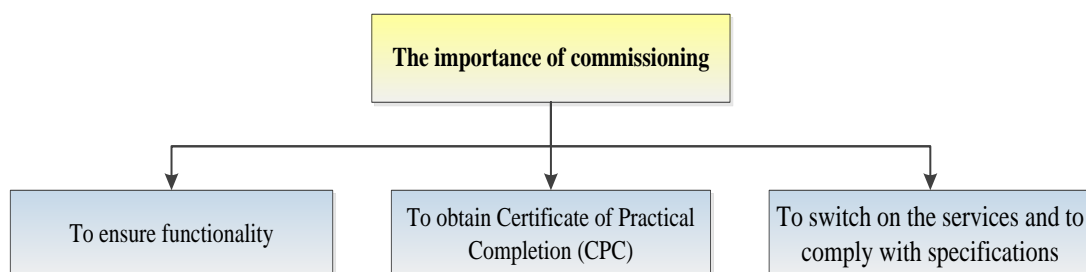 The importance of commissioning
To ensure functionality
To obtain Certificate of Practical
Completion (CPC)
To switch on the services and to
comply with specifications